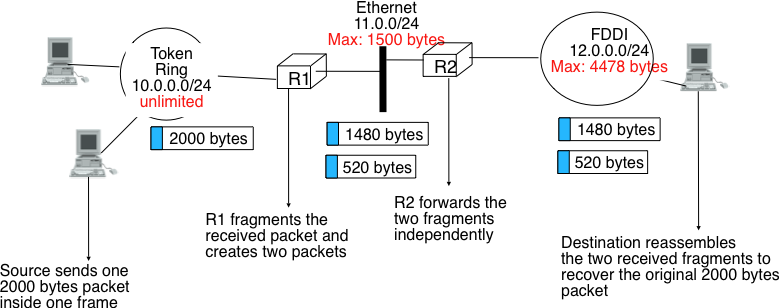 Ethernet
11.0.0/24
Max: 1500 bytes
Token
Ring
10.0.0.0/24
unlimited
R1
R2
FDDI
12.0.0.0/24
Max: 4478 bytes
2000 bytes
1480 bytes
520 bytes
1480 bytes
520 bytes
R1 fragments the
received packet and
creates two packets
R2 forwards the
two fragments
independently
Source sends one
2000 bytes packet
inside one frame
Destination reassembles
the two received fragments to
recover the original 2000 bytes
packet